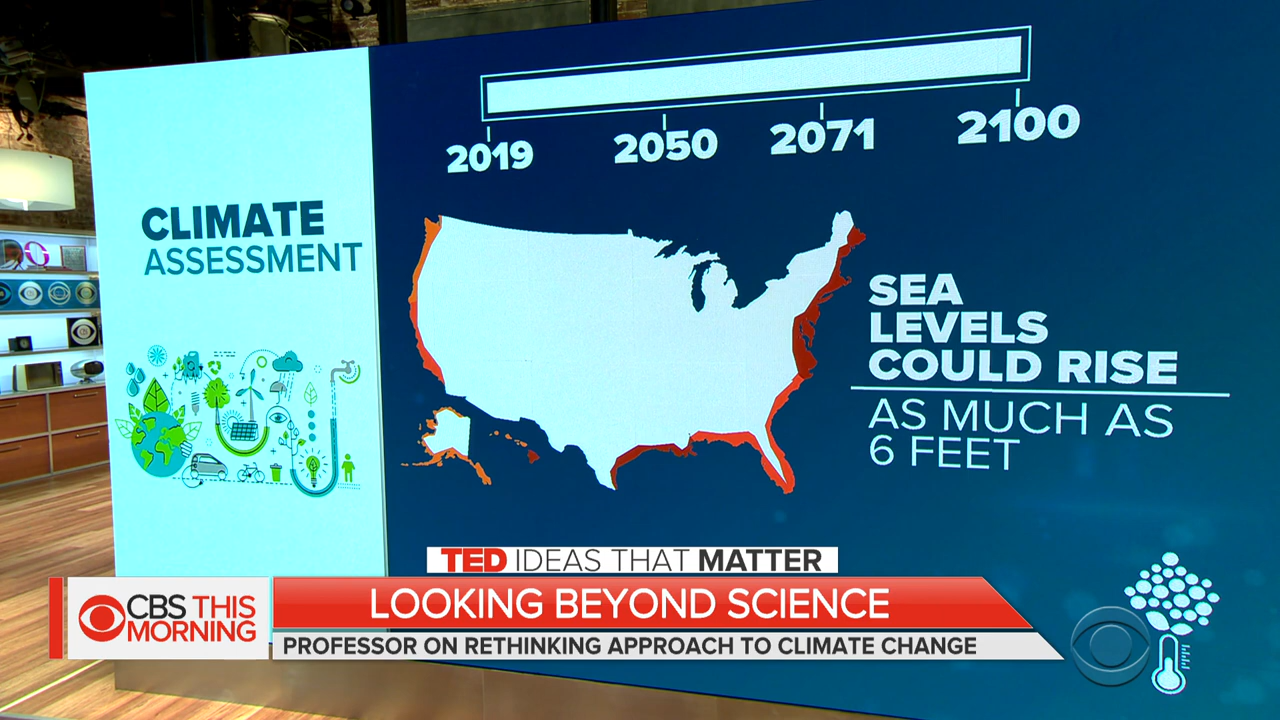 2019 2050 2071 2100
CLIMATE
ASSESSMENT
SEA
LEVELS
COULD RISE
AS MUCH AS
6 FEET
TED IDEAS THAT MATTER
CBS THIS
MORNING
LOOKING BEYOND SCIENCE
PROFESSOR ON RETHINKING APPROACH TO CLIMATE CHANGE